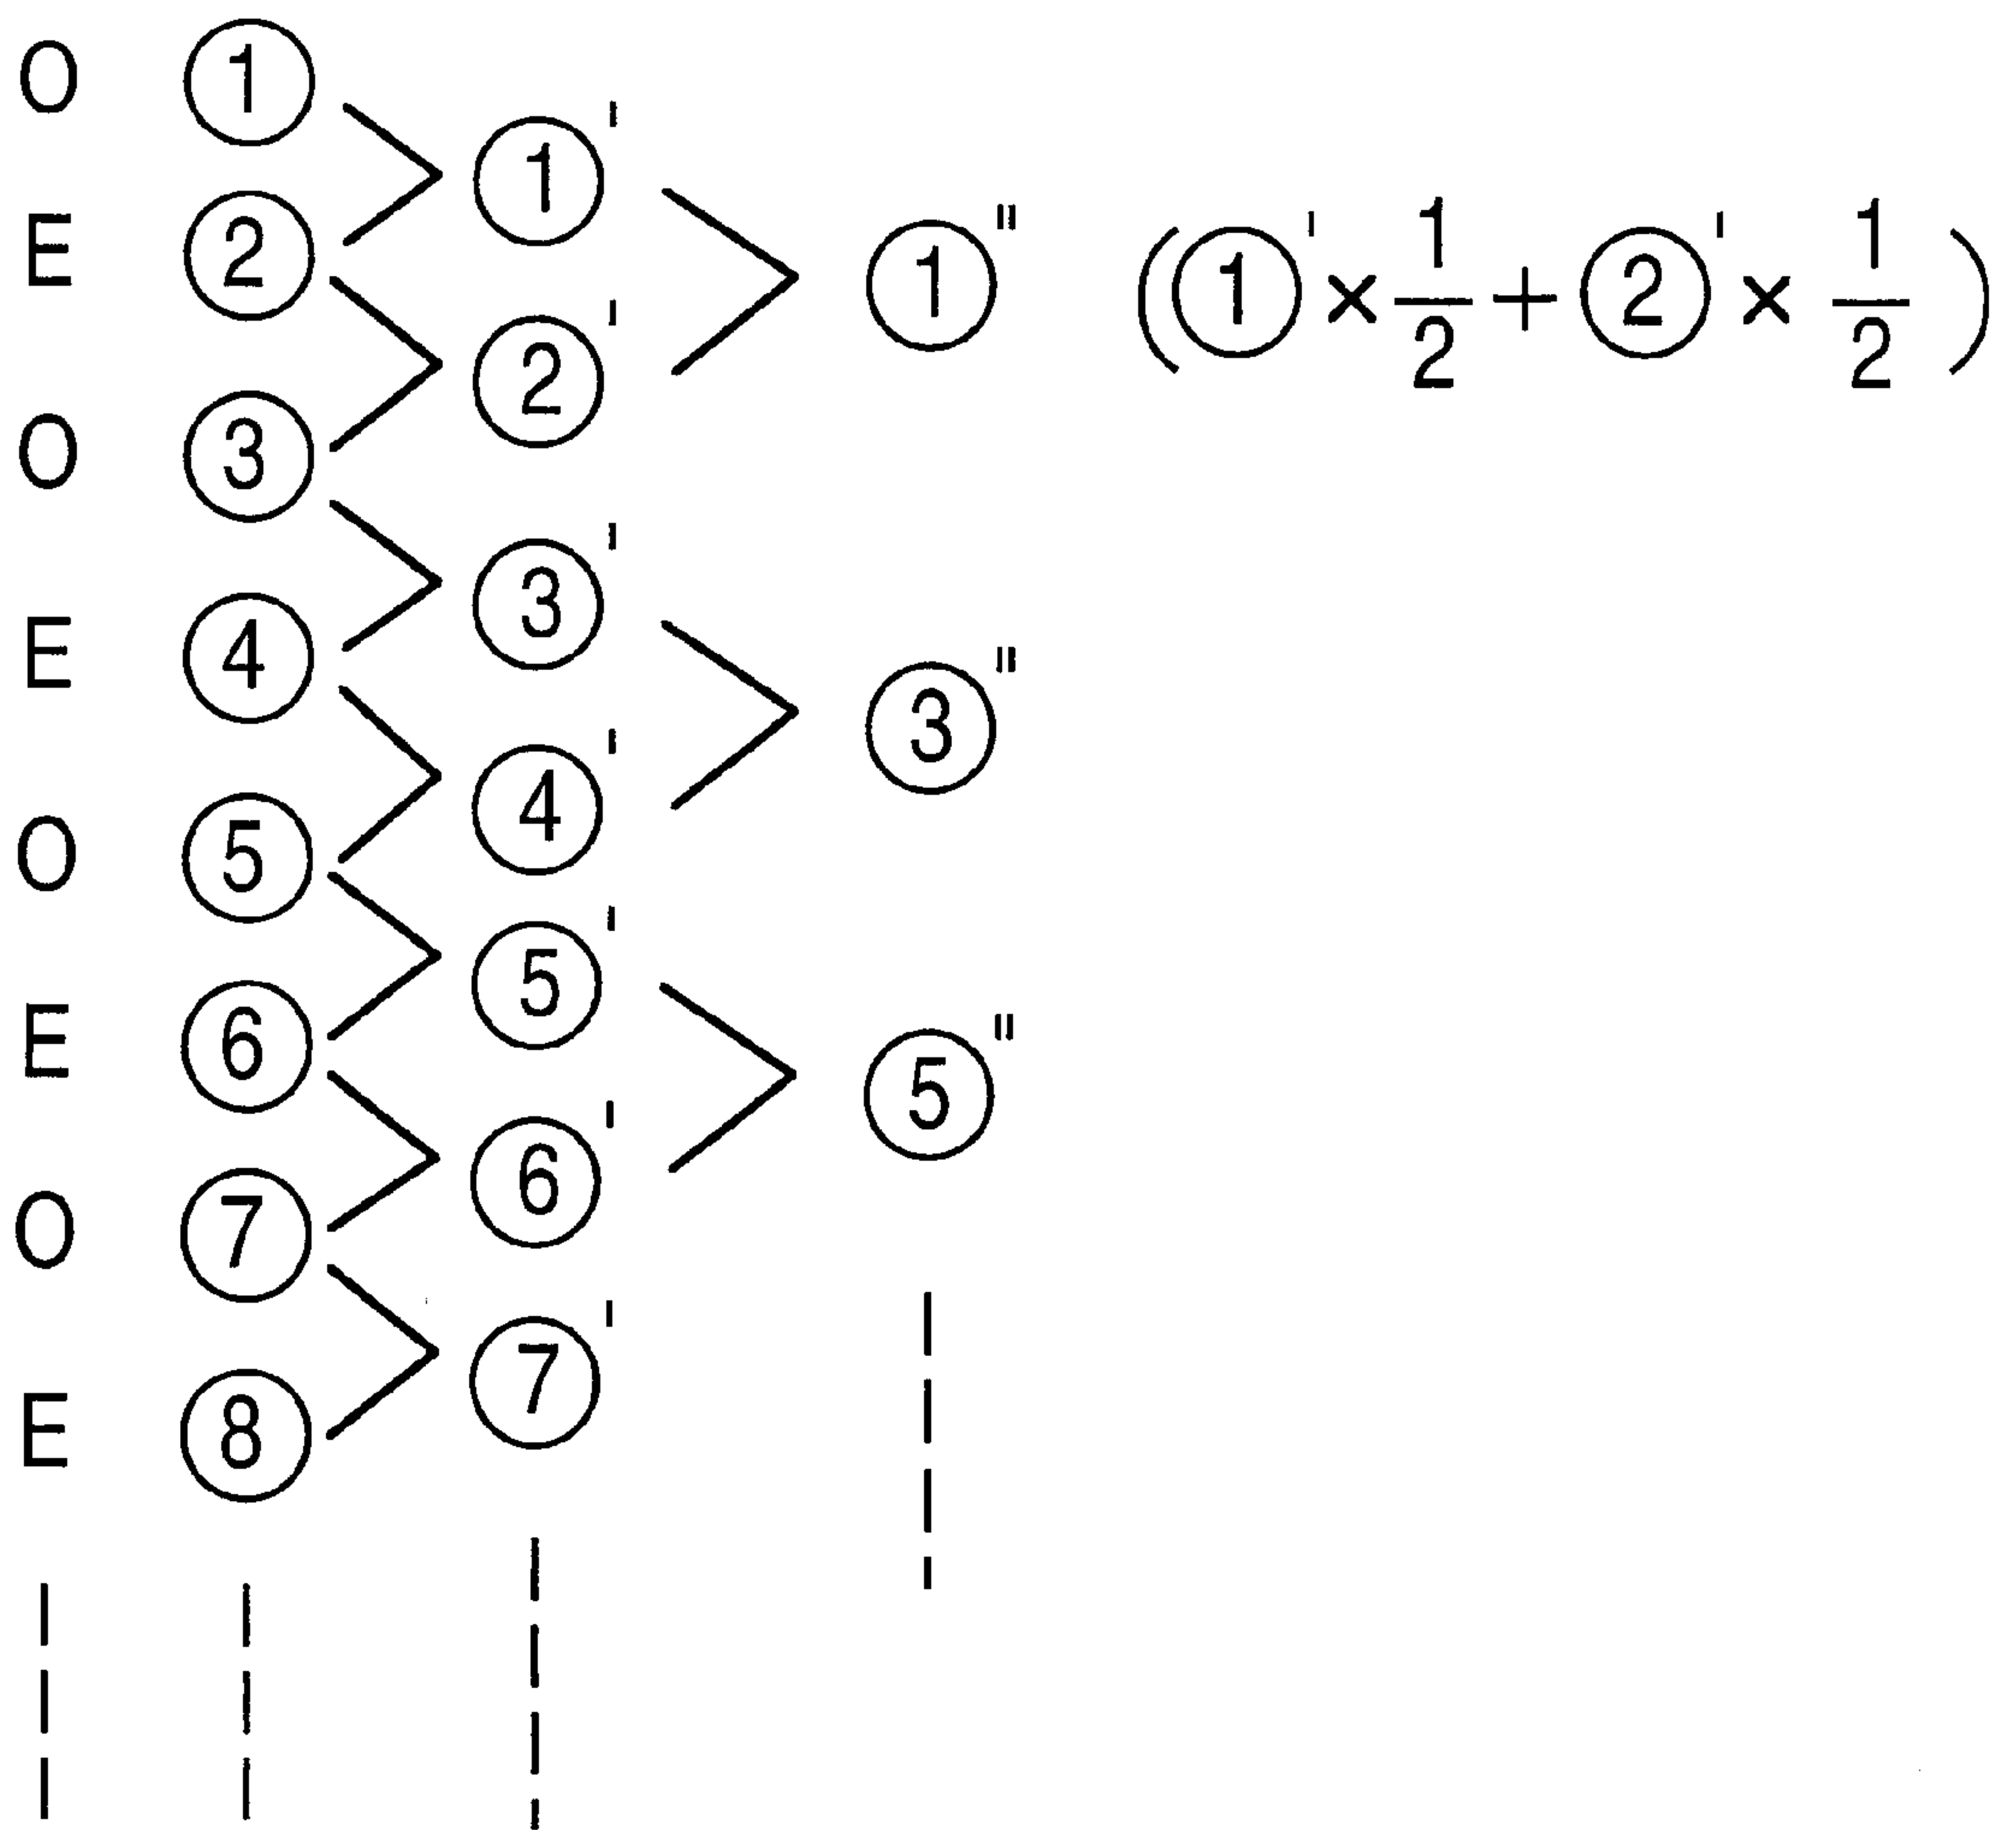 O ①
①'
E ② ①" (①' × 1/2 + ②' × 1/2)
②'
O ③
③'
E ④
③"
④'
O ⑤
⑤'
E ⑥
⑤"
⑥'
O ⑦
⑦'
E ⑧